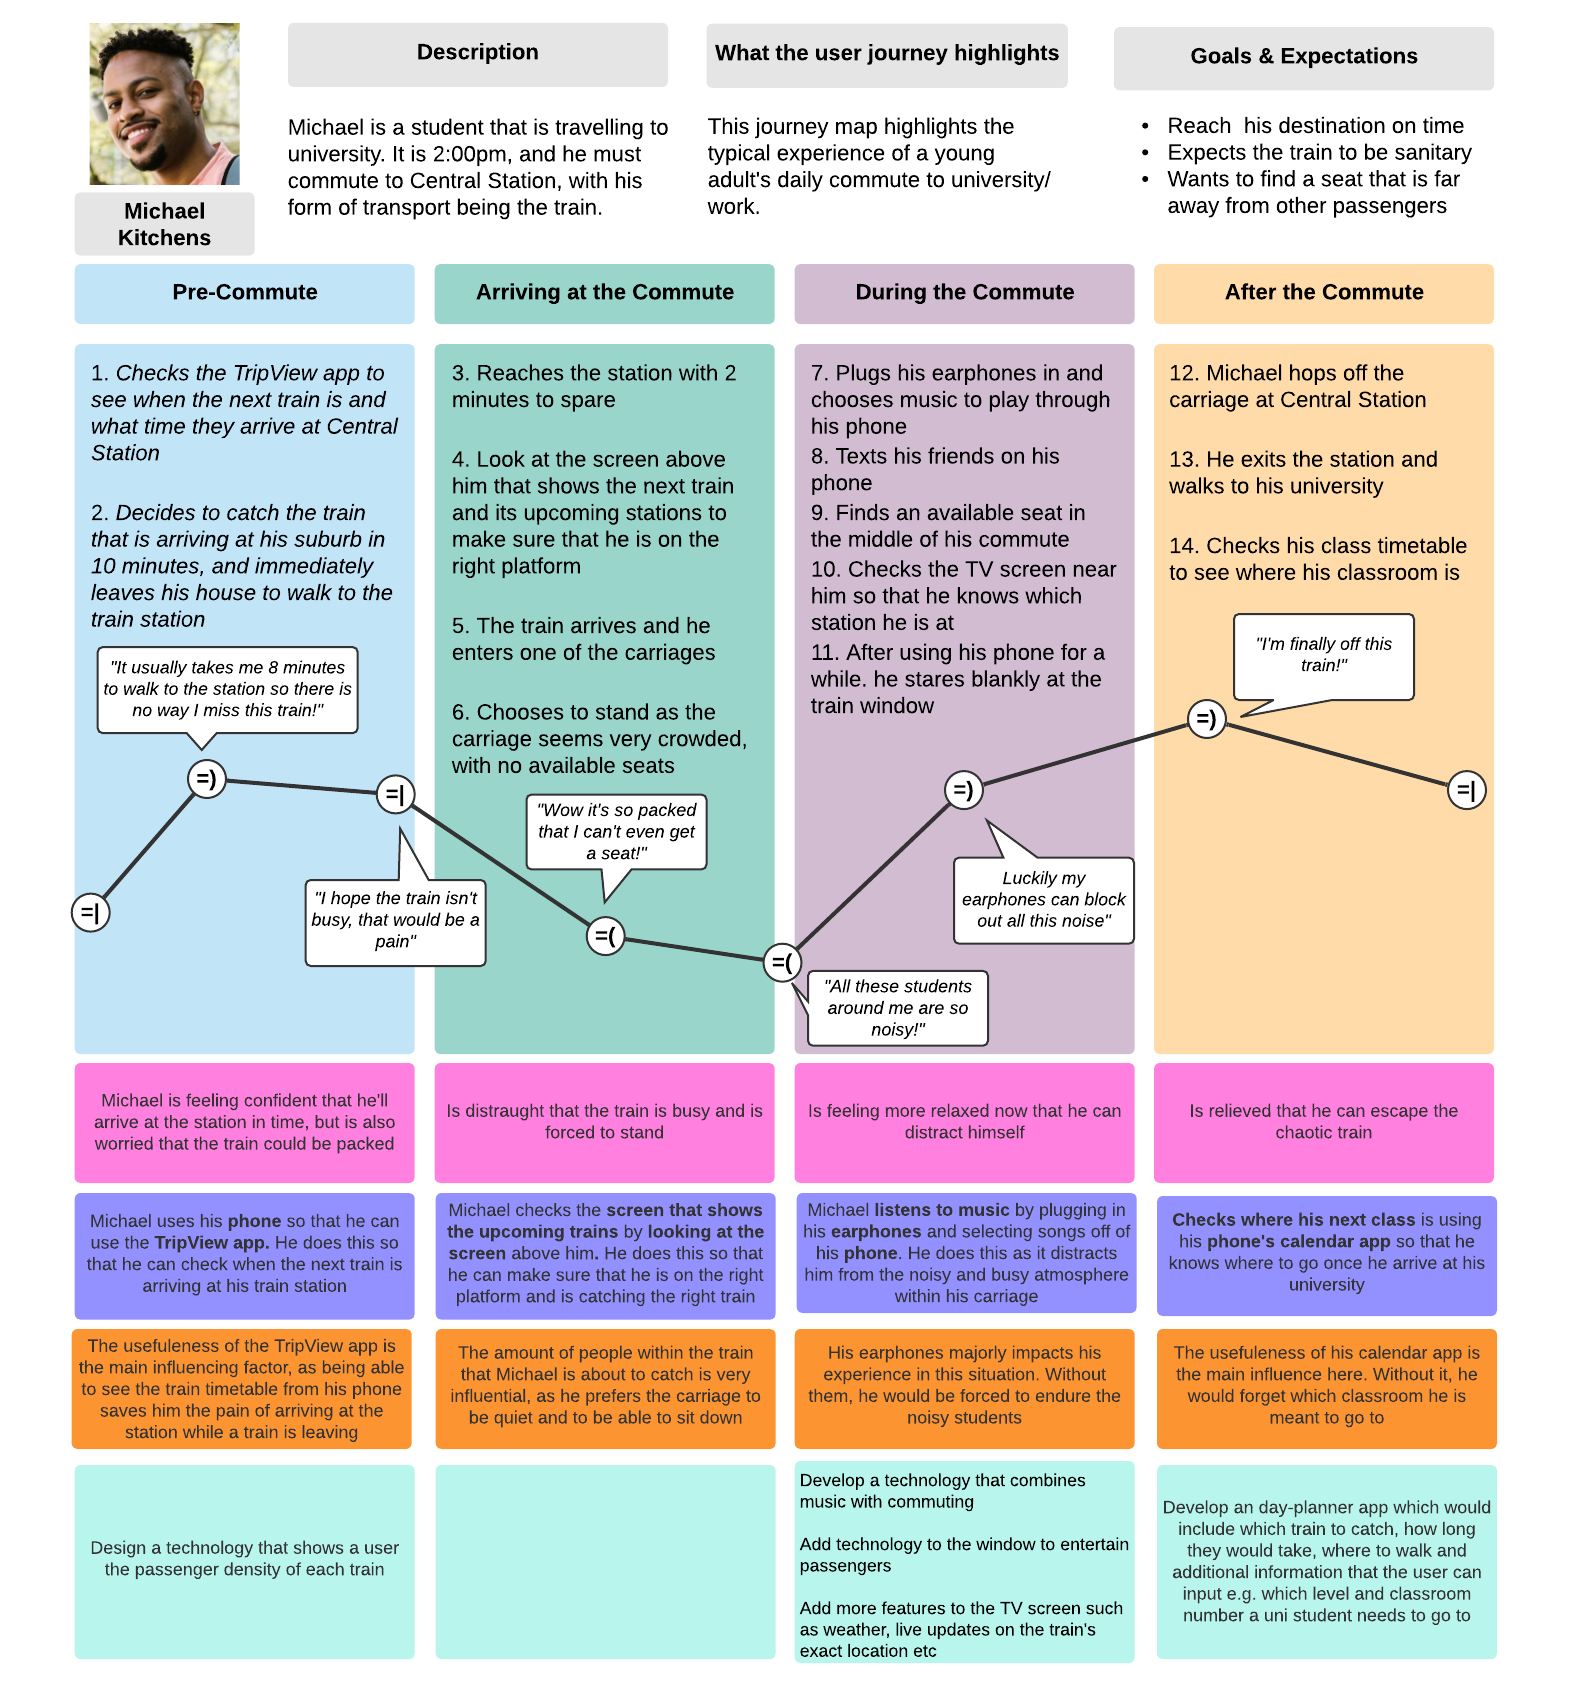 Description
What the user journey highlights
Goals & Expectations
Michael
Kitchens
Michael is a student that is travelling to
university. It is 2:00pm, and he must
commute to Central Station, with his
form of transport being the train.
This journey map highlights the
typical experience of a young
adult's daily commute to university/
work.
• Reach  his destination on time
• Expects the train to be sanitary
• Wants to find a seat that is far
away from other passengers
Pre-Commute
Arriving at the Commute
During the Commute
After the Commute
1. Checks the TripView app to
see when the next train is and
what time they arrive at Central
Station
2. Decides to catch the train
that is arriving at his suburb in
10 minutes, and immediately
leaves his house to walk to the
train station
"It usually takes me 8 minutes
to walk to the station so there is
no way I miss this train!"
=)
=|
=|
"I hope the train isn't
busy, that would be a
pain"
3. Reaches the station with 2
minutes to spare
4. Look at the screen above
him that shows the next train
and its upcoming stations to
make sure that he is on the
right platform
5. The train arrives and he
enters one of the carriages
6. Chooses to stand as the
carriage seems very crowded,
with no available seats
"Wow it's so packed
that I can't even get
a seat!"
=(
=(
7. Plugs his earphones in and
chooses music to play through
his phone
8. Texts his friends on his
phone
9. Finds an available seat in
the middle of his commute
10. Checks the TV screen near
him so that he knows which
station he is at
11. After using his phone for a
while. he stares blankly at the
train window
=)
Luckily my
earphones can block
out all this noise"
"All these students
around me are so
noisy!"
12. Michael hops off the
carriage at Central Station
13. He exits the station and
walks to his university
14. Checks his class timetable
to see where his classroom is
"I'm finally off this
train!"
=)
=|
Michael is feeling confident that he'll
arrive at the station in time, but is also
worried that the train could be packed
Is distraught that the train is busy and is
forced to stand
Is feeling more relaxed now that he can
distract himself
Is relieved that he can escape the
chaotic train
Michael uses his phone so that he can
use the TripView app. He does this so
that he can check when the next train is
arriving at his train station
Michael checks the screen that shows
the upcoming trains by looking at the
screen above him. He does this so that
he can make sure that he is on the right
platform and is catching the right train
Michael listens to music by plugging in
his earphones and selecting songs off of
his phone. He does this as it distracts
him from the noisy and busy atmosphere
within his carriage
Checks where his next class is using
his phone's calendar app so that he
knows where to go once he arrive at his
university
The usefulness of the TripView app is
the main influencing factor, as being able
to see the train timetable from his phone
saves him the pain of arriving at the
station while a train is leaving
The amount of people within the train
that Michael is about to catch is very
influential, as he prefers the carriage to
be quiet and to be able to sit down
His earphones majorly impacts his
experience in this situation. Without
them, he would be forced to endure the
noisy students
The usefulness of his calendar app is
the main influence here. Without it, he
would forget which classroom he is
meant to go to
Design a technology that shows a user
the passenger density of each train
Develop a technology that combines
music with commuting
Add technology to the window to entertain
passengers
Add more features to the TV screen such
as weather, live updates on the train's
exact location etc
Develop an day-planner app which would
include which train to catch, how long
they would take, where to walk and
additional information that the user can
input e.g. which level and classroom
number a uni student needs to go to